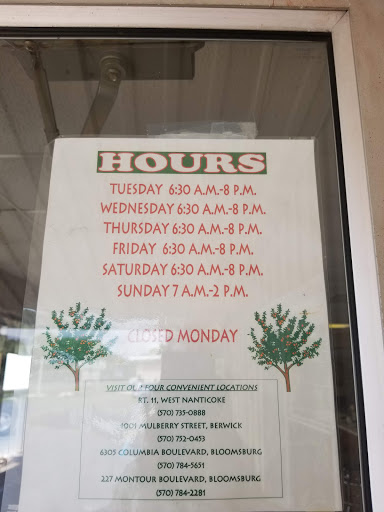 HOURS
TUESDAY 6:30 A.M.-8 P.M.
WEDNESDAY 6:30 A.M.-8 P.M.
THURSDAY 6:30 A.M.-8 P.M.
FRIDAY 6:30 A.M.-8 P.M.
SATURDAY 6:30 A.M.-8 P.M.
SUNDAY 7 A.M.-2 P.M.
CLOSED MONDAY
VISIT OUR FOUR CONVENIENT LOCATIONS
RT. 11, WEST NANTICOKE
(570) 735-0888
1001 MULBERRY STREET, BERWICK
(570) 752-0453
6305 COLUMBIA BOULEVARD, BLOOMSBURG
(570) 784-5651
227 MONTOUR BOULEVARD, BLOOMSBURG
(570) 784-2281